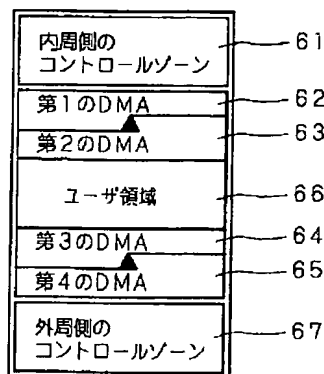 内周側の
コントロールゾーン
61
第1のDMA
62
第2のDMA
63
ユーザ領域
66
第3のDMA
64
第4のDMA
65
外周側の
コントロールゾーン
67